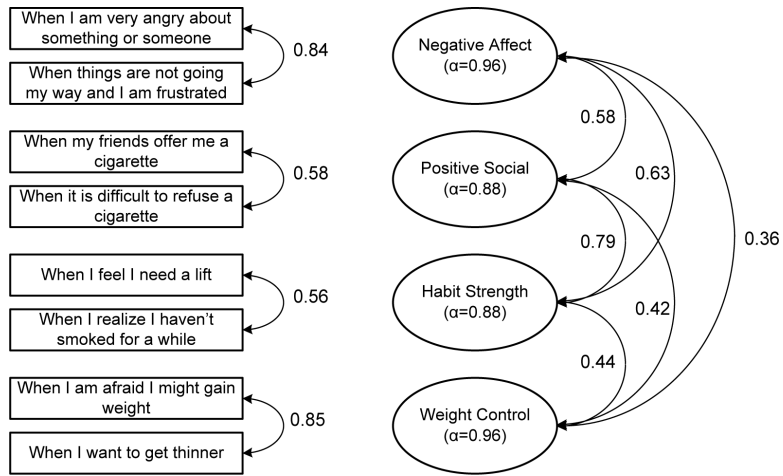 When I am very angry about
something or someone
0.84
When things are not going
my way and I am frustrated
When my friends offer me a
cigarette
0.58
When it is difficult to refuse a
cigarette
When I feel I need a lift
0.56
When I realize I haven't
smoked for a while
When I am afraid I might gain
weight
0.85
When I want to get thinner
Negative Affect
(α=0.96)
0.58
Positive Social
(α=0.88)
0.63
0.79
0.36
Habit Strength
(α=0.88)
0.42
0.44
Weight Control
(α=0.96)